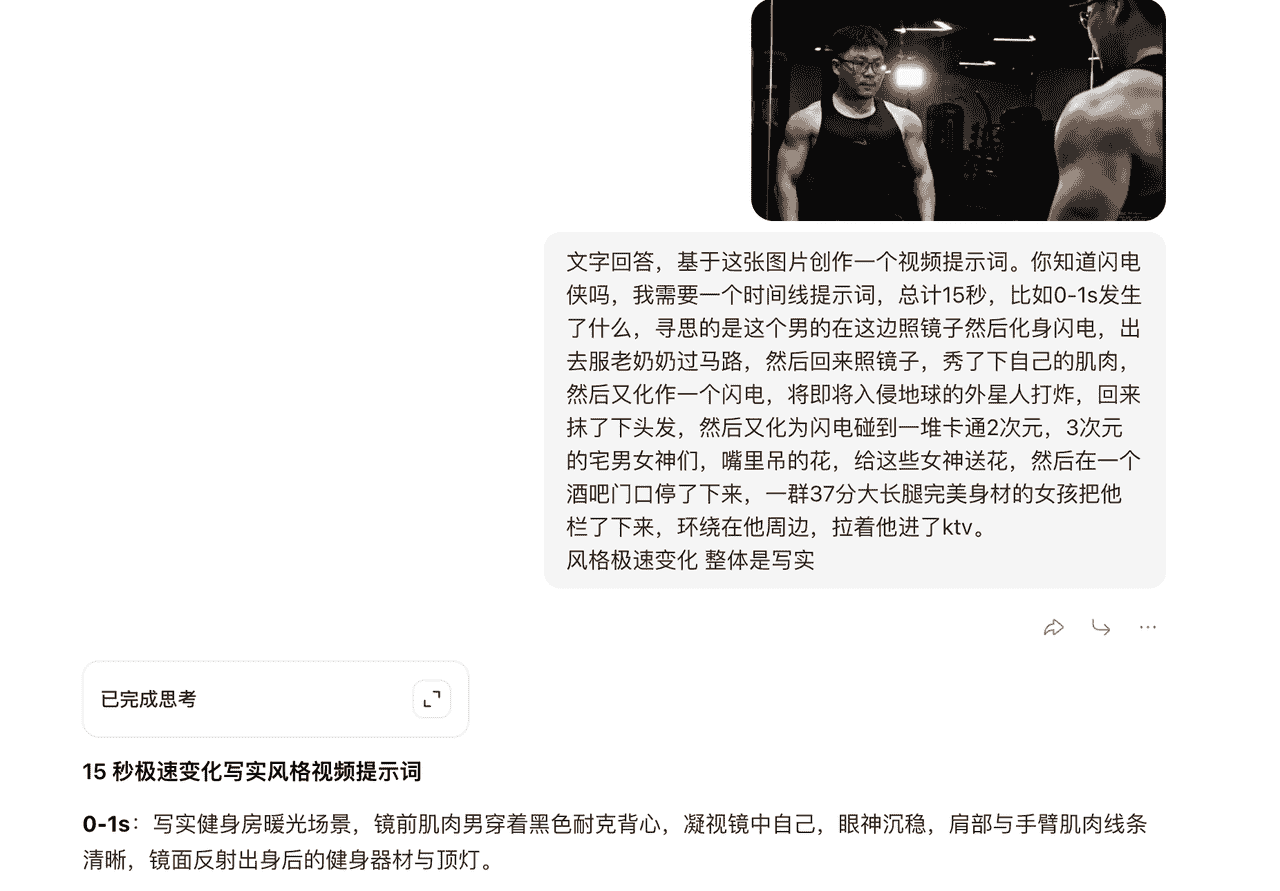 文字回答，基于这张图片创作一个视频提示词。你知道闪电
侠吗，我需要一个时间线提示词，总计15秒，比如0-1s发生
了什么，寻思的是这个男的在这边照镜子然后化身闪电，出
去服老奶奶过马路，然后回来照镜子，秀了下自己的肌肉，
然后又化作一个闪电，将即将入侵地球的外星人打炸，回来
抹了下头发，然后又化为闪电碰到一堆卡通2次元，3次元
的宅男女神们，嘴里吊的花，给这些女神送花，然后在一个
酒吧门口停了下来，一群37分大长腿完美身材的女孩把他
栏了下来，环绕在他周边，拉着他进了ktv。
风格极速变化 整体是写实
已完成思考
15 秒极速变化写实风格视频提示词
0-1s：写实健身房暖光场景，镜前肌肉男穿着黑色耐克背心，凝视镜中自己，眼神沉稳，肩部与手臂肌肉线条
清晰，镜面反射出身后的健身器材与顶灯。